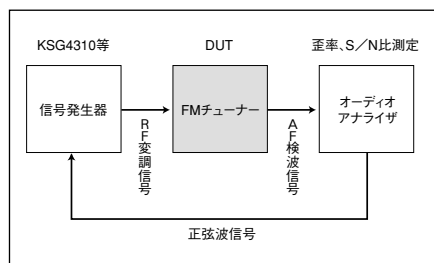 KSG4310等
DUT
歪率、S／N比測定
信号発生器
FMチューナー
オーディオ
アナライザ
RF変調信号
AF検波信号
正弦波信号